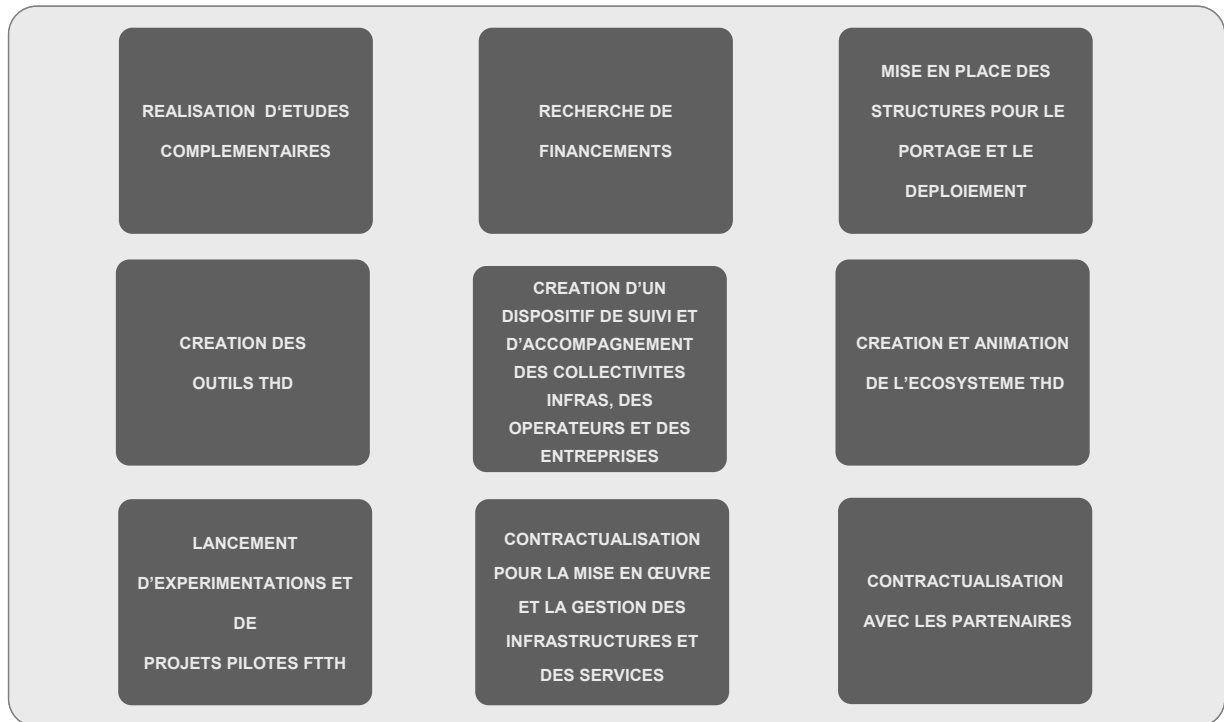 REALISATION D‘ETUDES
COMPLEMENTAIRES
RECHERCHE DE
FINANCEMENTS
MISE EN PLACE DES
STRUCTURES POUR LE
PORTAGE ET LE
DEPLOIEMENT
CREATION DES
OUTILS THD
CREATION D’UN
DISPOSITIF DE SUIVI ET
D’ACCOMPAGNEMENT
DES COLLECTIVITES
INFRAS, DES
OPERATEURS ET DES
ENTREPRISES
CREATION ET ANIMATION
DE L’ECOSYSTEME THD
LANCEMENT
D’EXPERIMENTATIONS ET
DE
PROJETS PILOTES FTTH
CONTRACTUALISATION
POUR LA MISE EN ŒUVRE
ET LA GESTION DES
INFRASTRUCTURES ET
DES SERVICES
CONTRACTUALISATION
AVEC LES PARTENAIRES